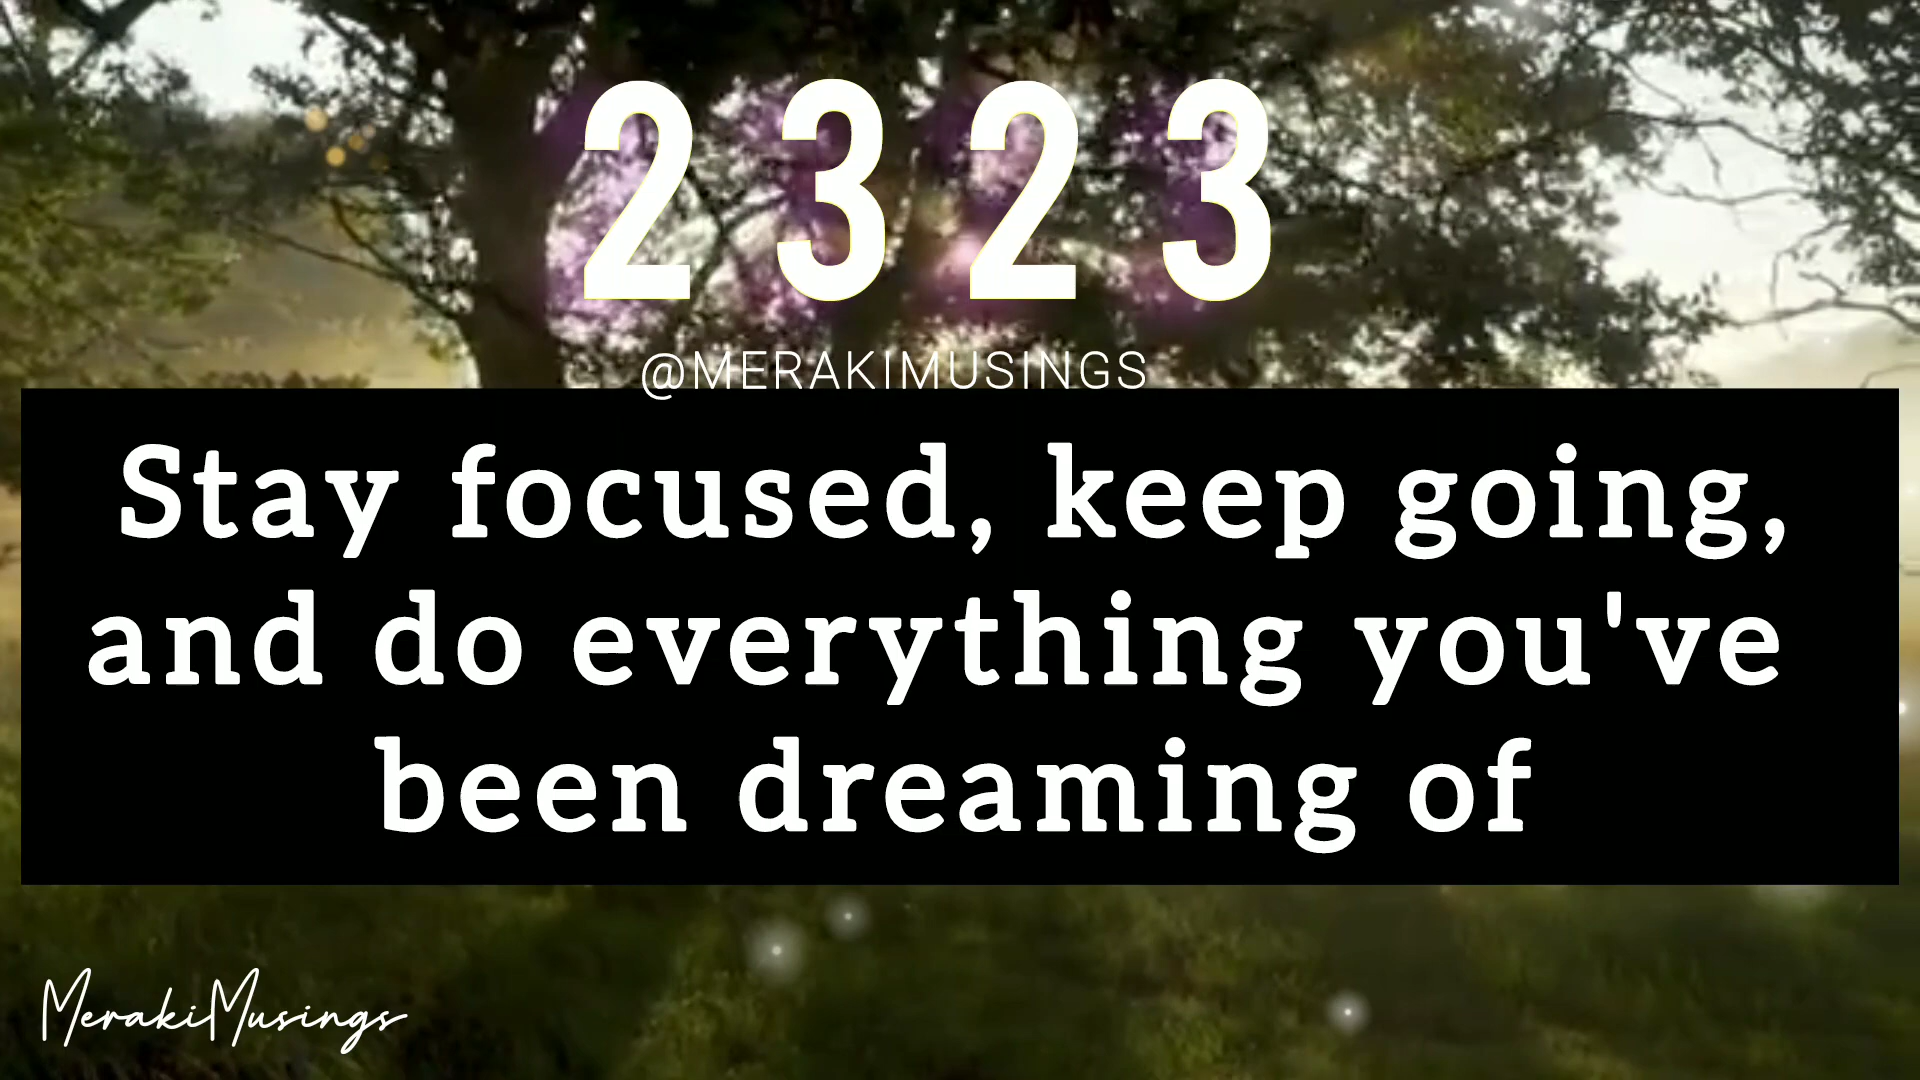 2323
@MERAKIMUSINGS
Stay focused, keep going,
and do everything you've
been dreaming of
MerakiMusings